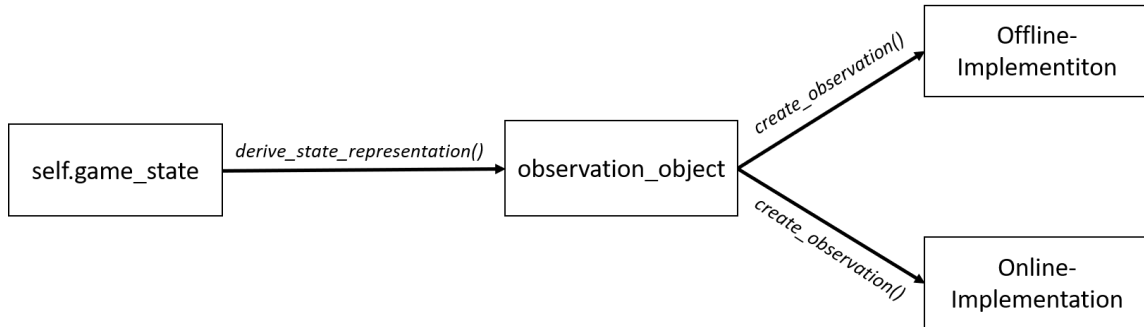 self.game_state
derive_state_representation()
observation_object
create_observation()
Offline-
Implementiton
create_observation()
Online-
Implementation